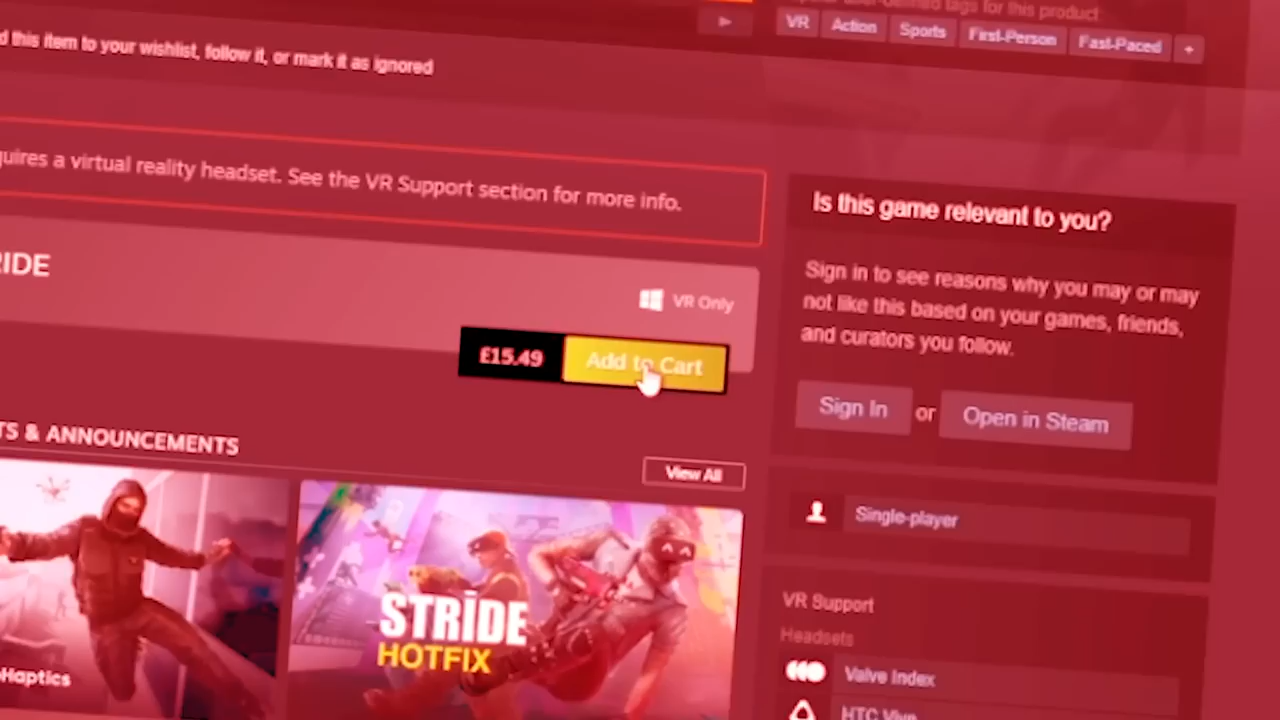 tags for this product
VR
Action
Sports
First-Person
Fast-Paced
+
d this item to your wishlist, follow it, or mark it as ignored
quires a virtual reality headset. See the VR Support section for more info.
Is this game relevant to you?
Sign in to see reasons why you may or may
not like this based on your games, friends,
and curators you follow.
RIDE
VR Only
£15.49
Add to Cart
Sign In or Open in Steam
TS & ANNOUNCEMENTS
View All
Single-player
STRIDE
HOTFIX
Haptics
VR Support
Headsets
Valve Index
HTC Vive